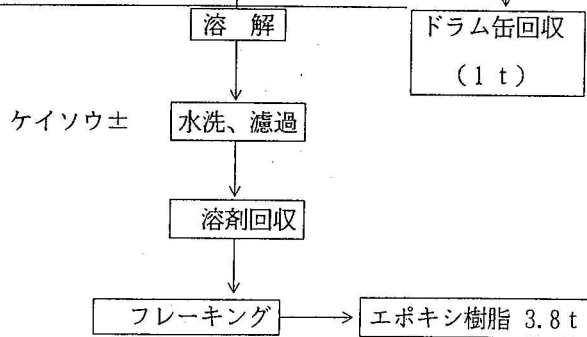 溶 解
ドラム缶回収
(1 t)
ケイソウ±
水洗、濾過
溶剤回収
フレーキング
エポキシ樹脂 3.8 t